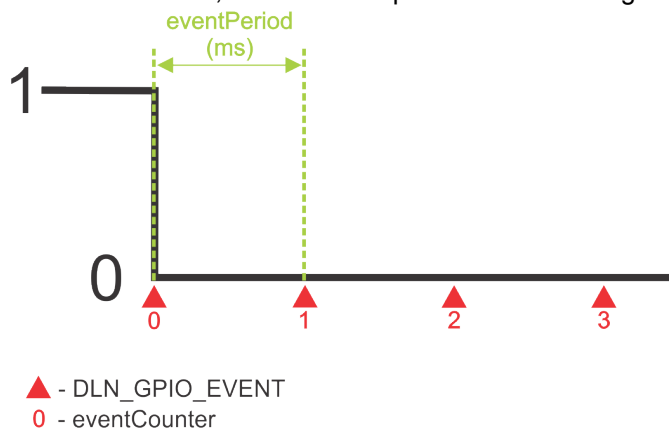 eventPeriod
(ms)
1
0
0 1 2 3
- DLN_GPIO_EVENT
0 - eventCounter